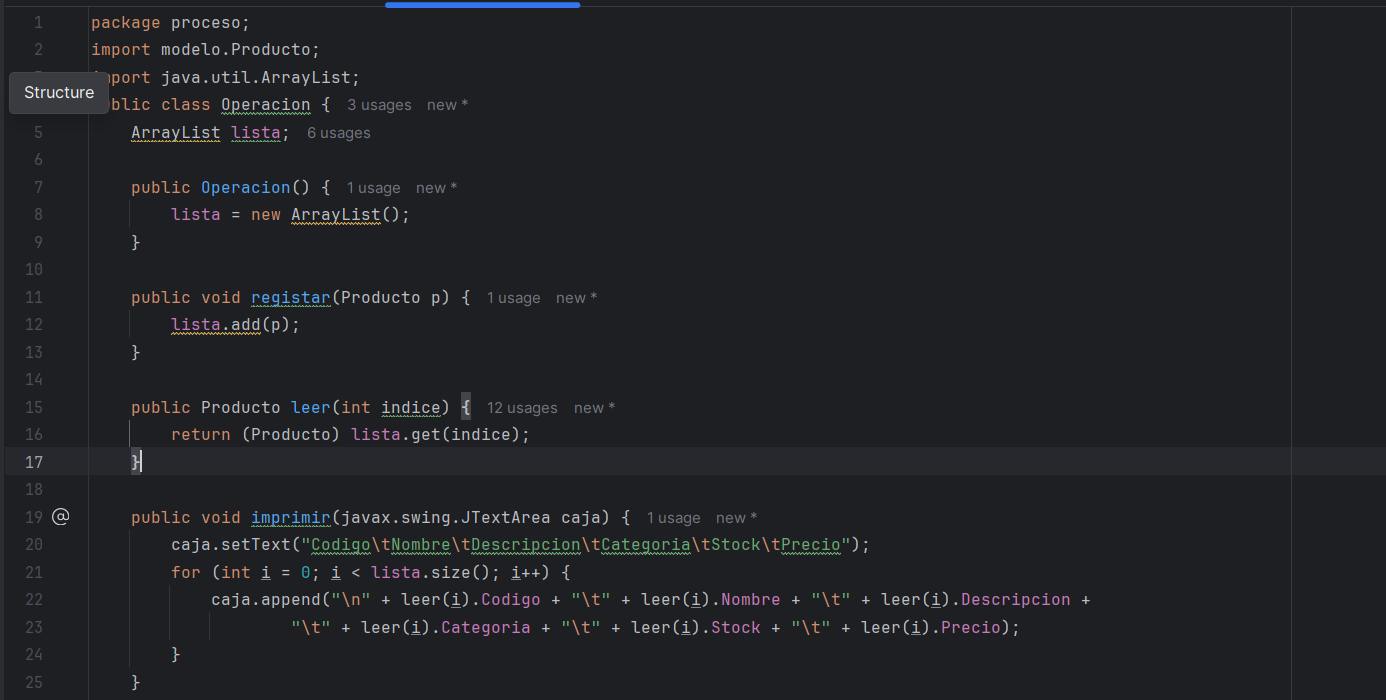 1 package proceso;
2 import modelo.Producto;
import java.util.ArrayList;
Structure
public class Operacion { 3 usages new *
5 ArrayList lista; 6 usages
6
7 public Operacion() { 1 usage new *
8 lista = new ArrayList();
9 }
10
11 public void registar(Producto p) { 1 usage new *
12 lista.add(p);
13 }
14
15 public Producto leer(int indice) { 12 usages new *
16 return (Producto) lista.get(indice);
17 }
18
19 @ public void imprimir(javax.swing.JTextArea caja) { 1 usage new *
20 caja.setText("Codigo\tNombre\tDescripcion\tCategoria\tStock\tPrecio");
21 for (int i = 0; i < lista.size(); i++) {
22 caja.append("\n" + leer(i).Codigo + "\t" + leer(i).Nombre + "\t" + leer(i).Descripcion +
23 "\t" + leer(i).Categoria + "\t" + leer(i).Stock + "\t" + leer(i).Precio);
24 }
25 }